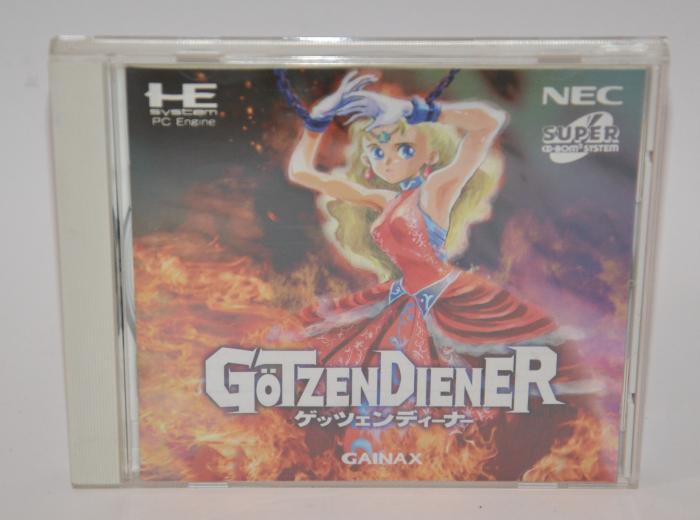 HE
system
PC Engine
NEC
SUPER
CD-ROM² SYSTEM
GÖTZENDIENER
ゲッツェンディーナー
GAINAX